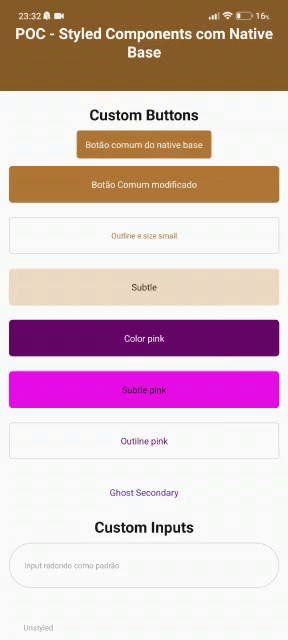 23:32 16%
POC - Styled Components com Native
Base
Custom Buttons
Botão comum do native base
Botão Comum modificado
Outline e size small
Subtle
Color pink
Subtle pink
Outilne pink
Ghost Secondary
Custom Inputs
Input redondo como padrão
Unstyled